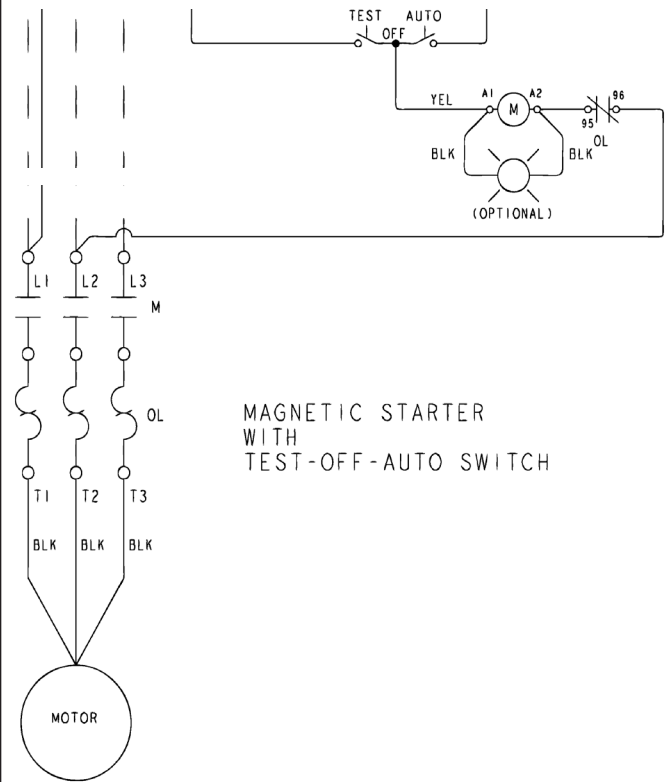 TEST AUTO
OFF
YEL A1 M A2 95 96
OL
BLK BLK
(OPTIONAL)
L1 L2 L3
M
OL
MAGNETIC STARTER
WITH
TEST-OFF-AUTO SWITCH
T1 T2 T3
BLK BLK BLK
MOTOR